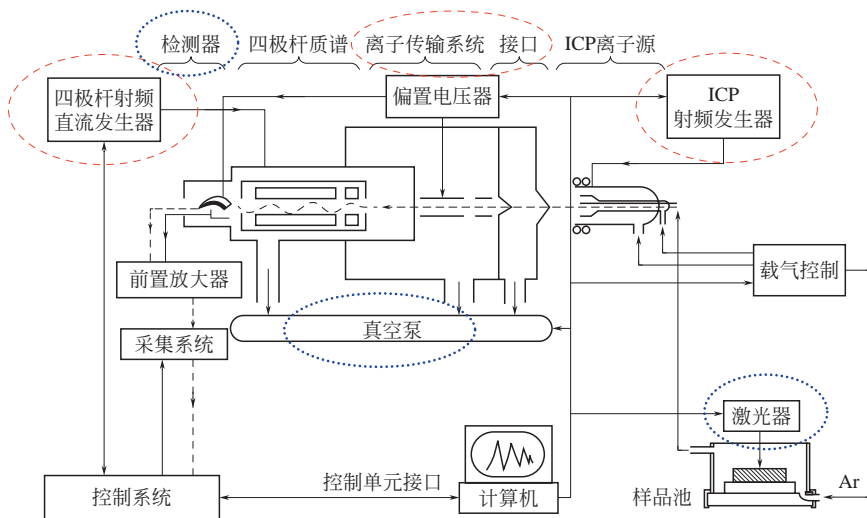 检测器
四极杆质谱
离子传输系统
接口
ICP离子源
四极杆射频
直流发生器
偏置电压器
ICP
射频发生器
前置放大器
载气控制
真空泵
采集系统
激光器
控制系统
控制单元接口
计算机
样品池
Ar